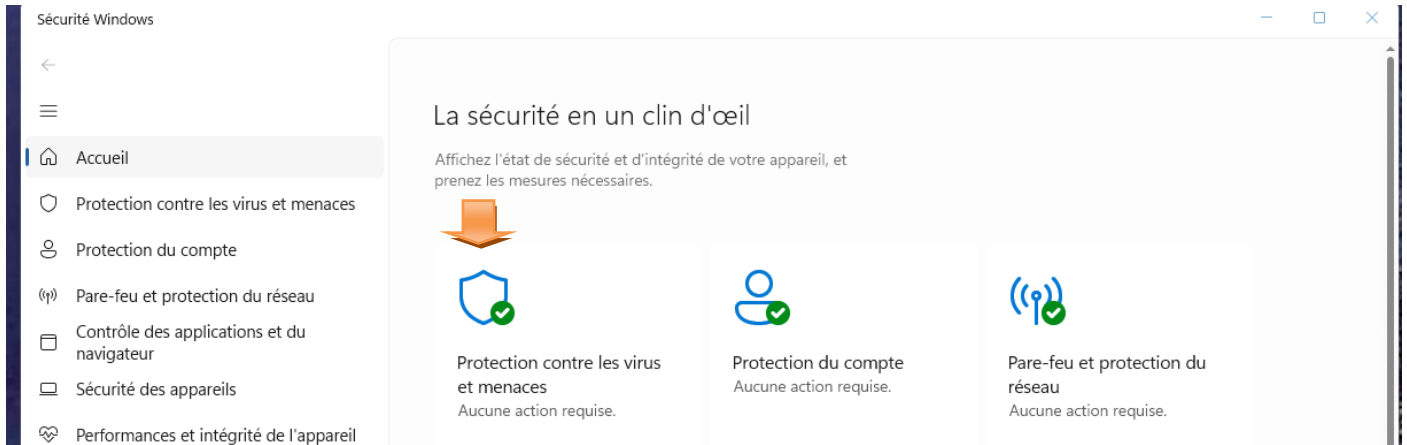 Sécurité Windows
La sécurité en un clin d'œil
Accueil
Affichez l'état de sécurité et d'intégrité de votre appareil, et
prenez les mesures nécessaires.
Protection contre les virus et menaces
Protection du compte
Pare-feu et protection du réseau
Contrôle des applications et du
navigateur
Sécurité des appareils
Performances et intégrité de l'appareil
Protection contre les virus
et menaces
Aucune action requise.
Protection du compte
Aucune action requise.
Pare-feu et protection du
réseau
Aucune action requise.